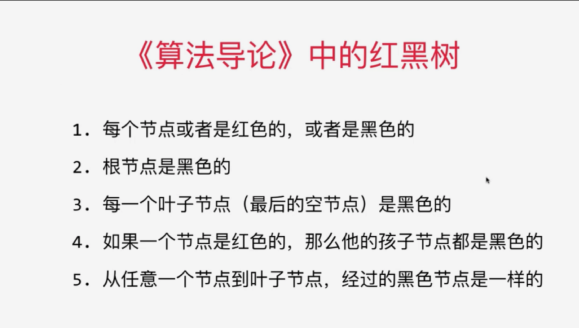 《算法导论》中的红黑树
1. 每个节点或者是红色的，或者是黑色的
2. 根节点是黑色的
3. 每一个叶子节点（最后的空节点）是黑色的
4. 如果一个节点是红色的，那么他的孩子节点都是黑色的
5. 从任意一个节点到叶子节点，经过的黑色节点是一样的